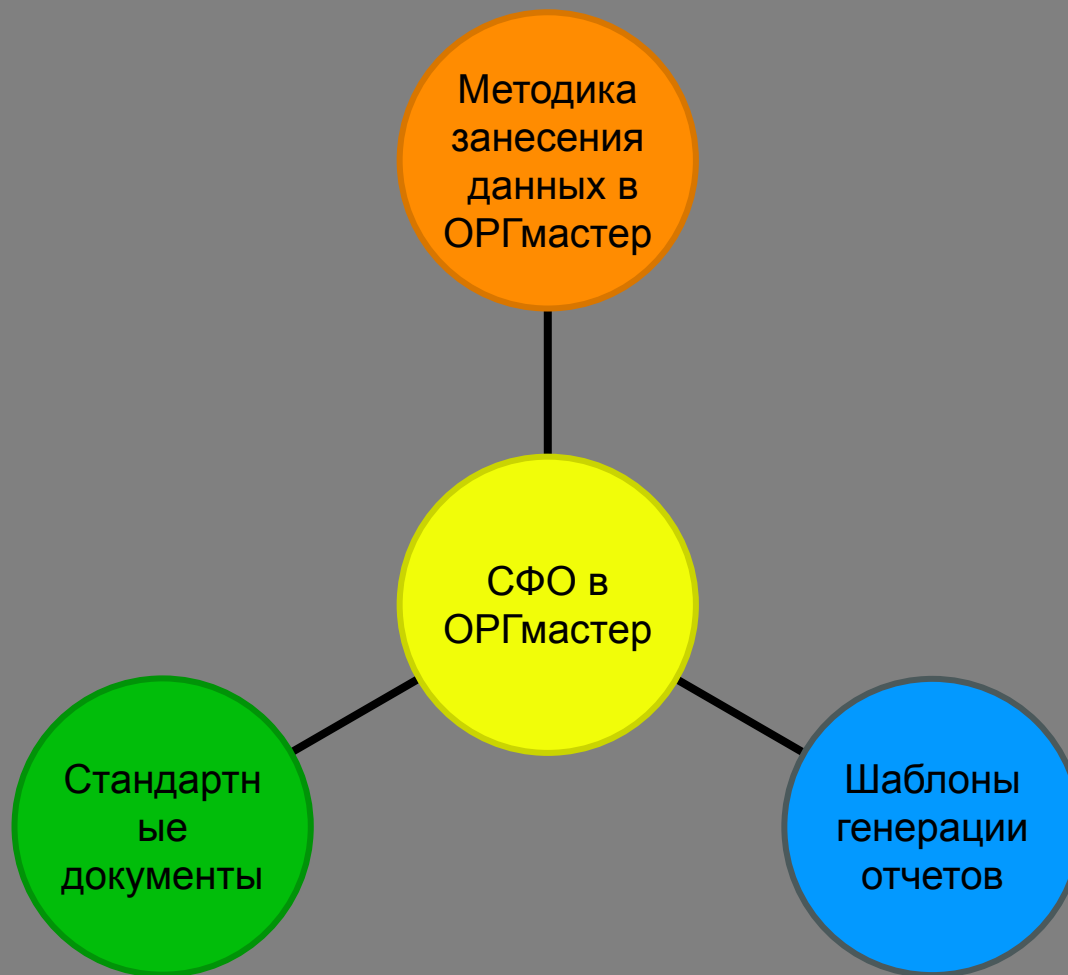 Методика
занесения
данных в
ОРГмастер
СФО в
ОРГмастер
Стандартн
ые
документы
Шаблоны
генерации
отчетов